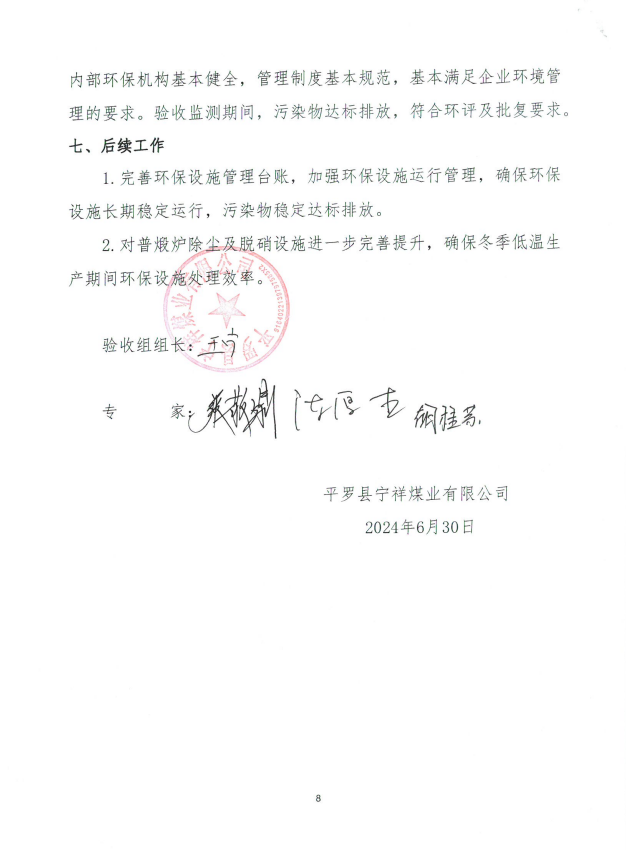 内部环保机构基本健全，管理制度基本规范，基本满足企业环境管
理的要求。验收监测期间，污染物达标排放，符合环评及批复要求。
七、后续工作
1.完善环保设施管理台账，加强环保设施运行管理，确保环保
设施长期稳定运行，污染物稳定达标排放。
2.对普煅炉除尘及脱硝设施进一步完善提升，确保冬季低温生
产期间环保设施处理效率。
验收组组长：王宁
专 家：
平罗县宁祥煤业有限公司
2024年6月30日
8